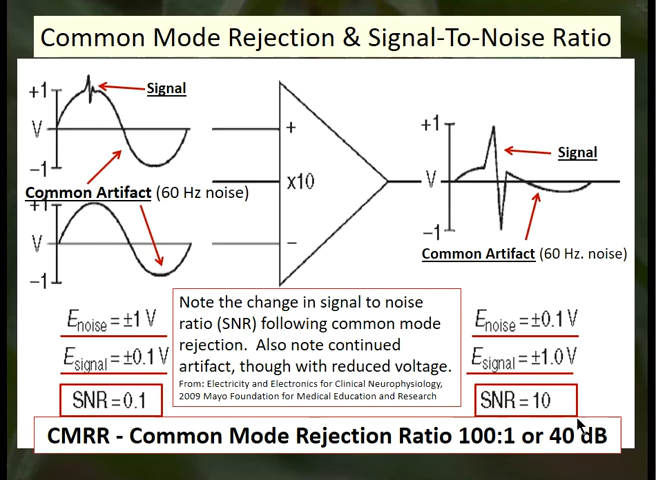 Common Mode Rejection & Signal-To-Noise Ratio
+1
Signal
V
−1
Common Artifact (60 Hz noise)
+1
V
−1
+
x10
−
+1
Signal
V
−1
Common Artifact (60 Hz. noise)
Enoise = ±1 V
Esignal = ±0.1 V
SNR = 0.1
Note the change in signal to noise
ratio (SNR) following common mode
rejection. Also note continued
artifact, though with reduced voltage.
From: Electricity and Electronics for Clinical Neurophysiology,
2009 Mayo Foundation for Medical Education and Research
Enoise = ±0.1 V
Esignal = ±1.0 V
SNR = 10
CMRR - Common Mode Rejection Ratio 100:1 or 40 dB